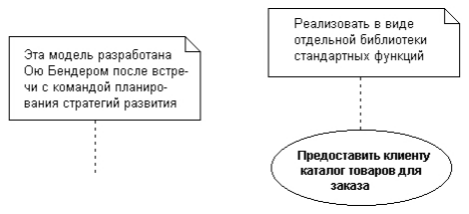 Эта модель разработана
Ою Бендером после встре-
чи с командой планиро-
вания стратегий развития
Реализовать в виде
отдельной библиотеки
стандартных функций
Предоставить клиенту
каталог товаров для
заказа